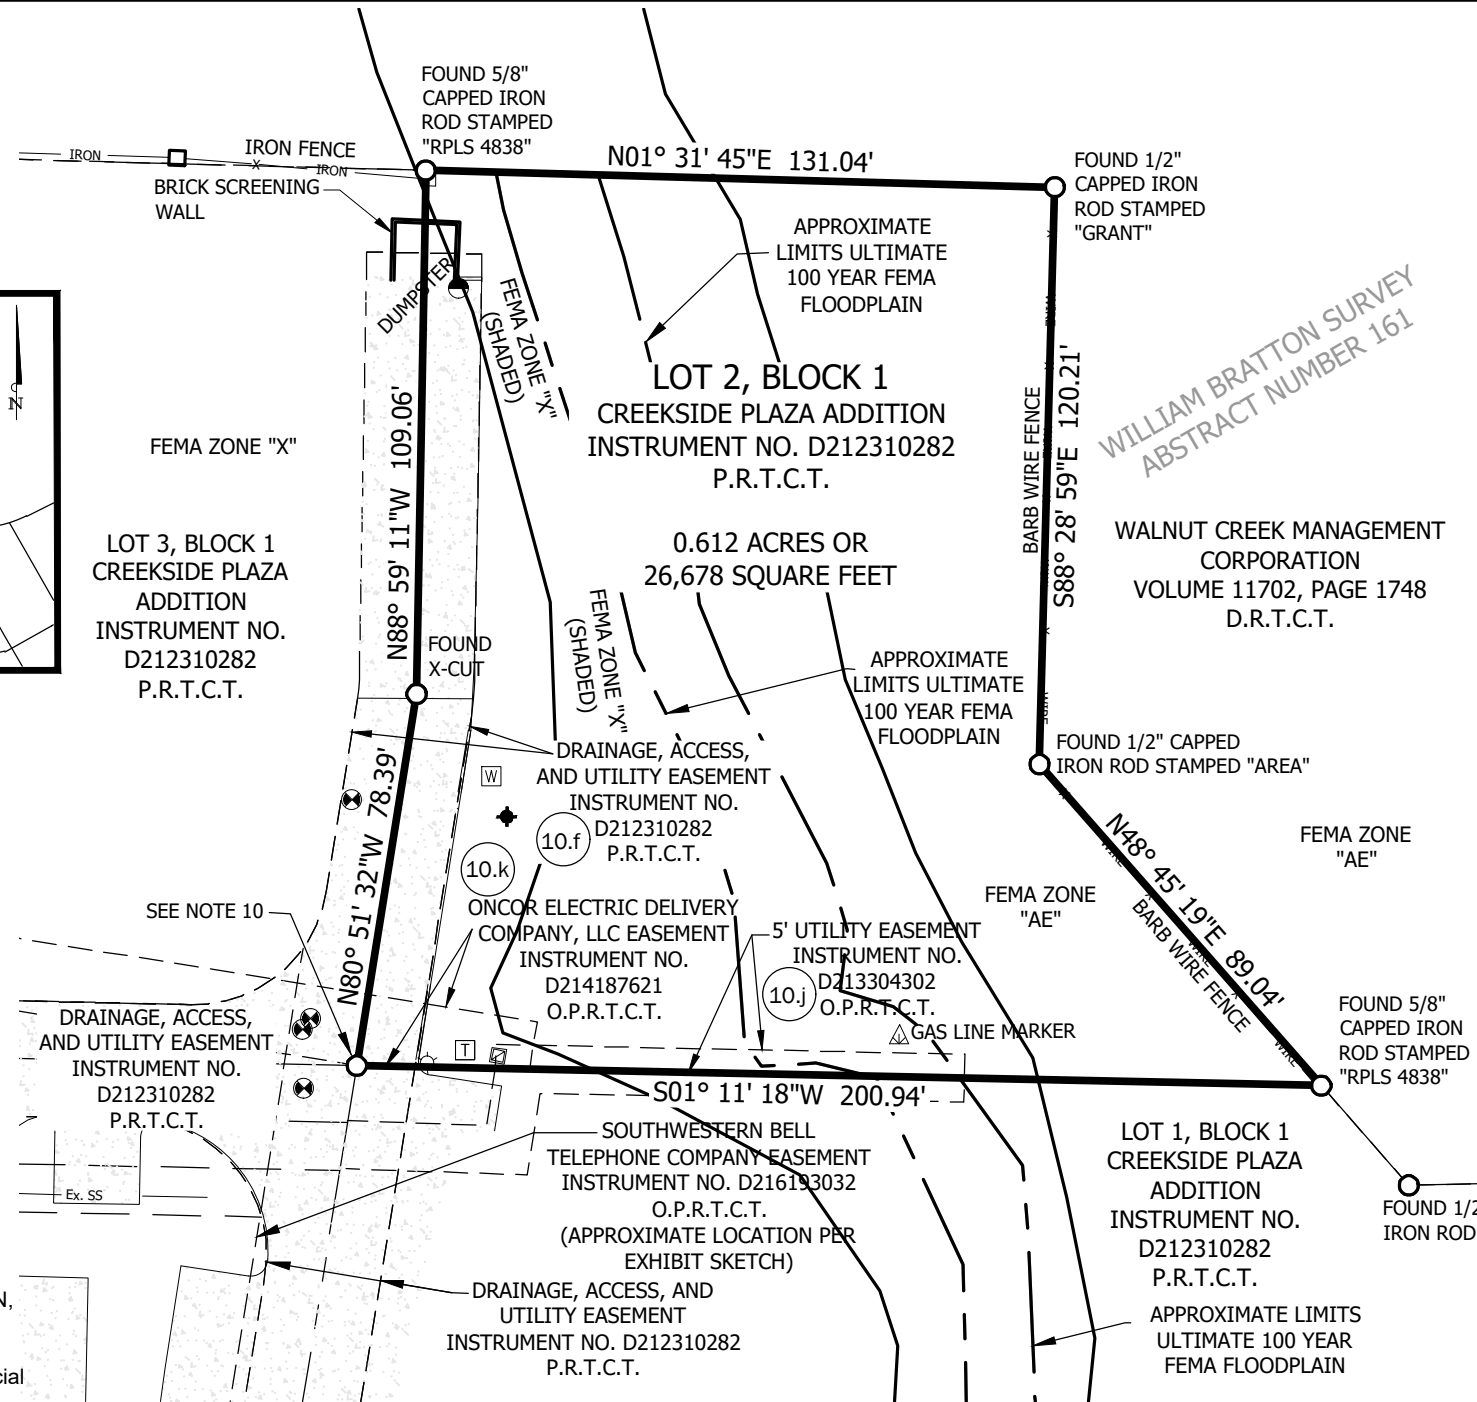 FOUND 5/8"
CAPPED IRON
ROD STAMPED
"RPLS 4838"
IRON
IRON FENCE
X
IRON
BRICK SCREENING
WALL
N01° 31' 45"E 131.04'
FOUND 1/2"
CAPPED IRON
ROD STAMPED
"GRANT"
APPROXIMATE
LIMITS ULTIMATE
100 YEAR FEMA
FLOODPLAIN
DUMPSTER
FEMA ZONE "X"
(SHADED)
WILLIAM BRATTON SURVEY
ABSTRACT NUMBER 161
N
LOT 2, BLOCK 1
CREEKSIDE PLAZA ADDITION
INSTRUMENT NO. D212310282
P.R.T.C.T.
0.612 ACRES OR
26,678 SQUARE FEET
FEMA ZONE "X"
N88° 59' 11"W 109.06'
BARB WIRE FENCE
S88° 28' 59"E 120.21'
LOT 3, BLOCK 1
CREEKSIDE PLAZA
ADDITION
INSTRUMENT NO.
D212310282
P.R.T.C.T.
WALNUT CREEK MANAGEMENT
CORPORATION
VOLUME 11702, PAGE 1748
D.R.T.C.T.
FOUND
X-CUT
FEMA ZONE "X"
(SHADED)
APPROXIMATE
LIMITS ULTIMATE
100 YEAR FEMA
FLOODPLAIN
WIRE
FOUND 1/2" CAPPED
IRON ROD STAMPED "AREA"
DRAINAGE, ACCESS,
AND UTILITY EASEMENT
INSTRUMENT NO.
D212310282
P.R.T.C.T.
W
10.f
10.k
N80° 51' 32"W 78.39'
SEE NOTE 10
ONCOR ELECTRIC DELIVERY
COMPANY, LLC EASEMENT
INSTRUMENT NO.
D214187621
O.P.R.T.C.T.
5' UTILITY EASEMENT
INSTRUMENT NO.
D213304302
O.P.R.T.C.T.
10.j
GAS LINE MARKER
FEMA ZONE
"AE"
FEMA ZONE
"AE"
N48° 45' 19"E 89.04'
BARB WIRE FENCE
WIRE
WIRE
WIRE
FOUND 5/8"
CAPPED IRON
ROD STAMPED
"RPLS 4838"
DRAINAGE, ACCESS,
AND UTILITY EASEMENT
INSTRUMENT NO.
D212310282
P.R.T.C.T.
T
S01° 11' 18"W 200.94'
SOUTHWESTERN BELL
TELEPHONE COMPANY EASEMENT
INSTRUMENT NO. D216193032
O.P.R.T.C.T.
(APPROXIMATE LOCATION PER
EXHIBIT SKETCH)
LOT 1, BLOCK 1
CREEKSIDE PLAZA
ADDITION
INSTRUMENT NO.
D212310282
P.R.T.C.T.
FOUND 1/2
IRON ROD
Ex. SS
DRAINAGE, ACCESS, AND
UTILITY EASEMENT
INSTRUMENT NO. D212310282
P.R.T.C.T.
APPROXIMATE LIMITS
ULTIMATE 100 YEAR
FEMA FLOODPLAIN
N,
cial